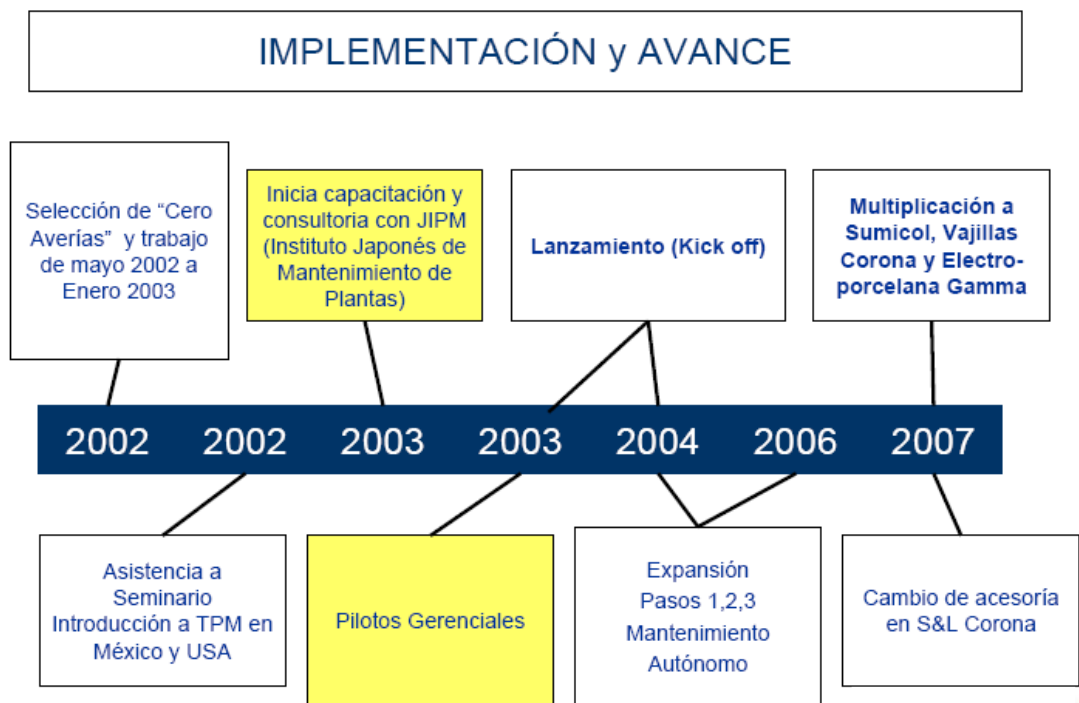 IMPLEMENTACIÓN y AVANCE
Selección de “Cero
Averías” y trabajo
de mayo 2002 a
Enero 2003
Inicia capacitación y
consultoria con JIPM
(Instituto Japonés de
Mantenimiento de
Plantas)
Lanzamiento (Kick off)
Multiplicación a
Sumicol, Vajillas
Corona y Electro-
porcelana Gamma
2002 2002 2003 2003 2004 2006 2007
Asistencia a
Seminario
Introducción a TPM en
México y USA
Pilotos Gerenciales
Expansión
Pasos 1,2,3
Mantenimiento
Autónomo
Cambio de acesoría
en S&L Corona